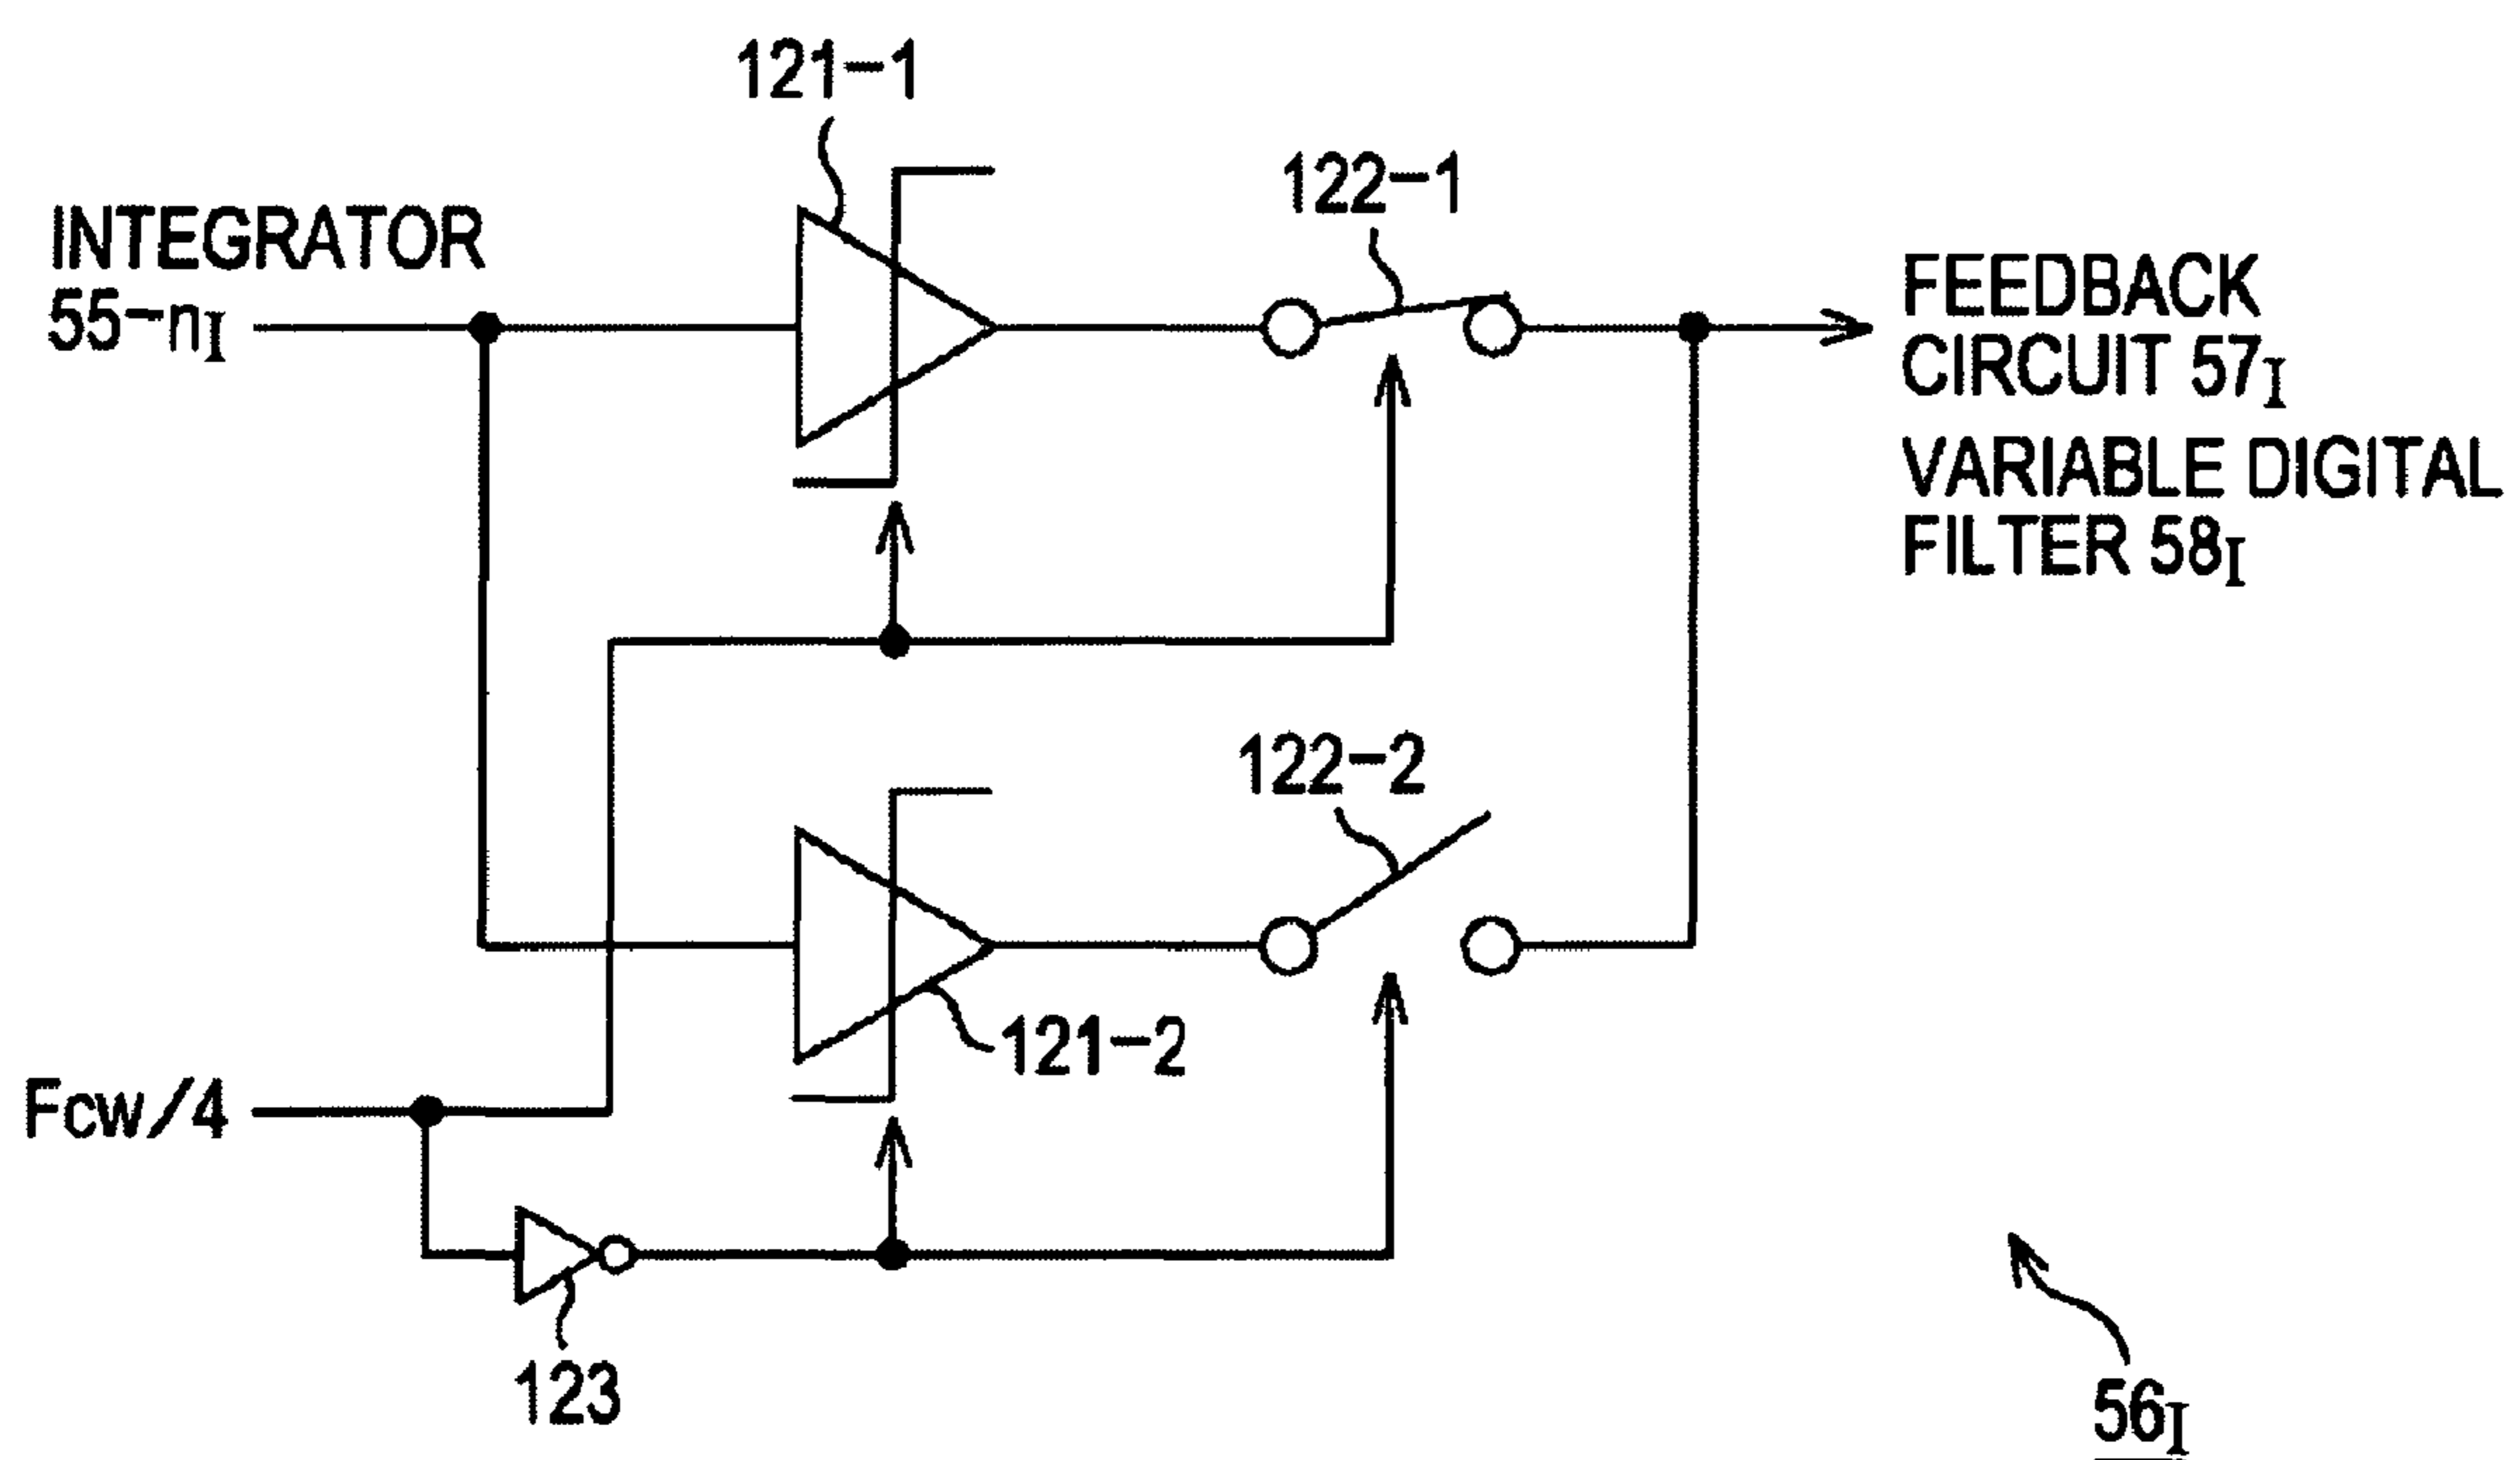 121-1
122-1
INTEGRATOR
55-nI
FEEDBACK
CIRCUIT 57I
VARIABLE DIGITAL
FILTER 58I
122-2
121-2
Fcw/4
123
56I